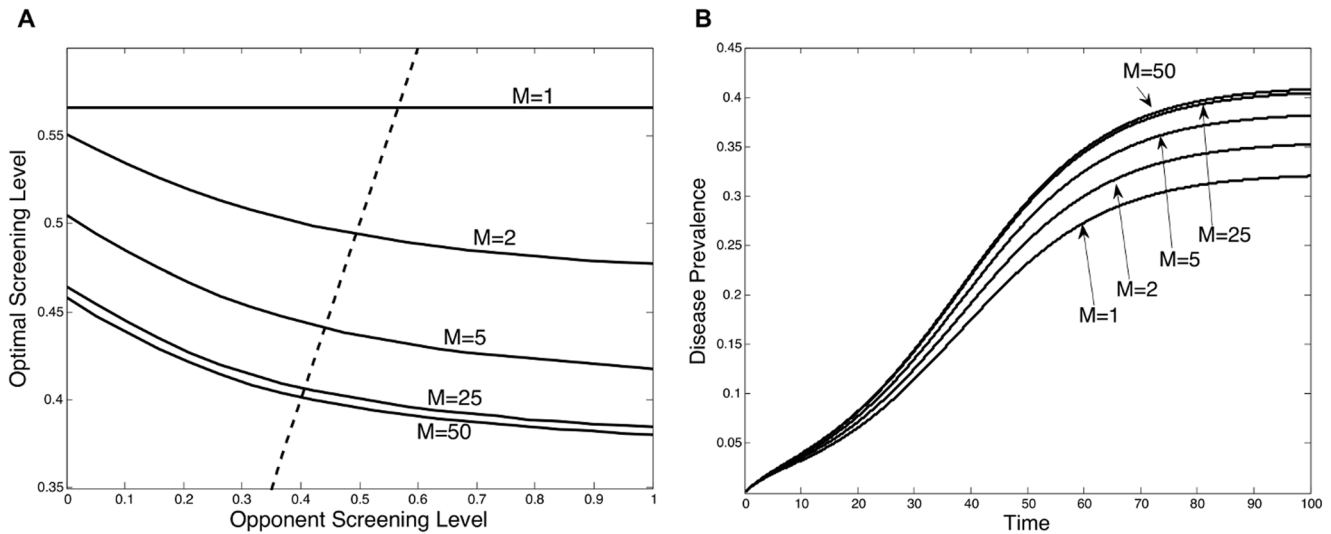 A
Optimal Screening Level
0.55
0.5
0.45
0.4
0.35
M=1
M=2
M=5
M=25
M=50
0 0.1 0.2 0.3 0.4 0.5 0.6 0.7 0.8 0.9 1
Opponent Screening Level
B
Disease Prevalence
0.45
0.4
0.35
0.3
0.25
0.2
0.15
0.1
0.05
M=50
M=25
M=5
M=2
M=1
0 10 20 30 40 50 60 70 80 90 100
Time